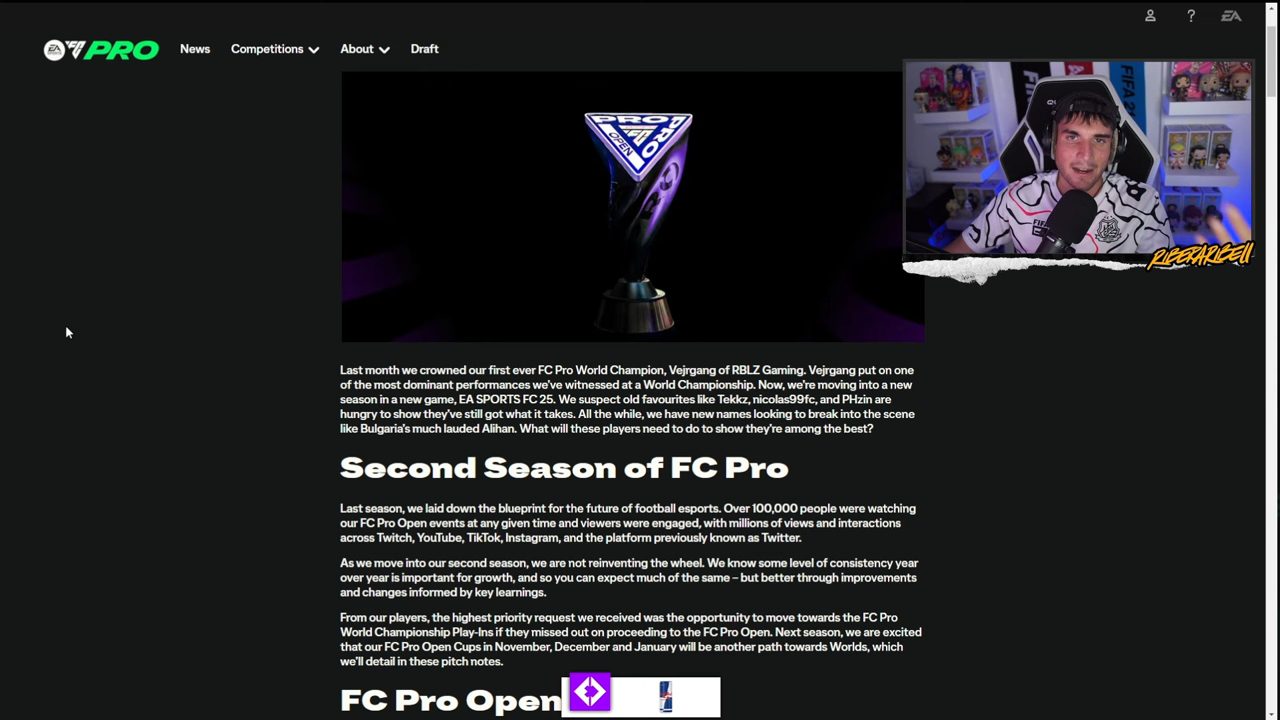 EA
FC PRO
News
Competitions
About
Draft
?
EA
PRO
PRO
OPEN
FC
FIFA 2
RIBERARIBELL
Last month we crowned our first ever FC Pro World Champion, Vejrgang of RBLZ Gaming. Vejrgang put on one
of the most dominant performances we've witnessed at a World Championship. Now, we're moving into a new
season in a new game, EA SPORTS FC 25. We suspect old favourites like Tekkz, nicolas99fc, and PHzin are
hungry to show they've still got what it takes. All the while, we have new names looking to break into the scene
like Bulgaria's much lauded Alihan. What will these players need to do to show they're among the best?
Second Season of FC Pro
Last season, we laid down the blueprint for the future of football esports. Over 100,000 people were watching
our FC Pro Open events at any given time and viewers were engaged, with millions of views and interactions
across Twitch, YouTube, TikTok, Instagram, and the platform previously known as Twitter.
As we move into our second season, we are not reinventing the wheel. We know some level of consistency year
over year is important for growth, and so you can expect much of the same – but better through improvements
and changes informed by key learnings.
From our players, the highest priority request we received was the opportunity to move towards the FC Pro
World Championship Play-Ins if they missed out on proceeding to the FC Pro Open. Next season, we are excited
that our FC Pro Open Cups in November, December and January will be another path towards Worlds, which
we'll detail in these pitch notes.
FC Pro Open